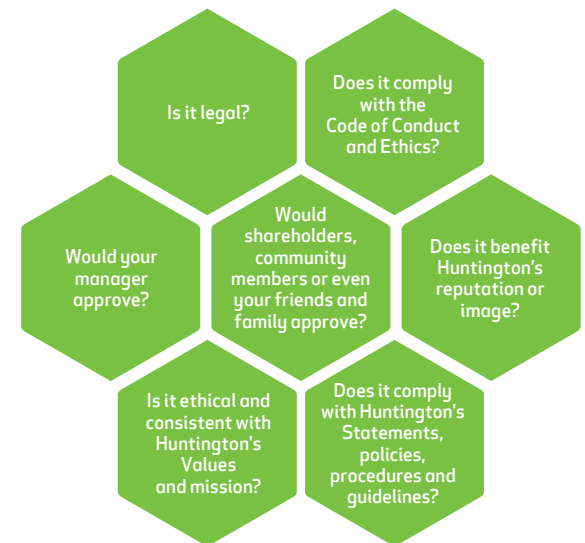 Is it legal?
Does it comply
with the
Code of Conduct
and Ethics?
Would your
manager
approve?
Would
shareholders,
community
members or even
your friends and
family approve?
Does it benefit
Huntington’s
reputation or
image?
Is it ethical and
consistent with
Huntington's
Values
and mission?
Does it comply
with Huntington's
Statements,
policies,
procedures and
guidelines?